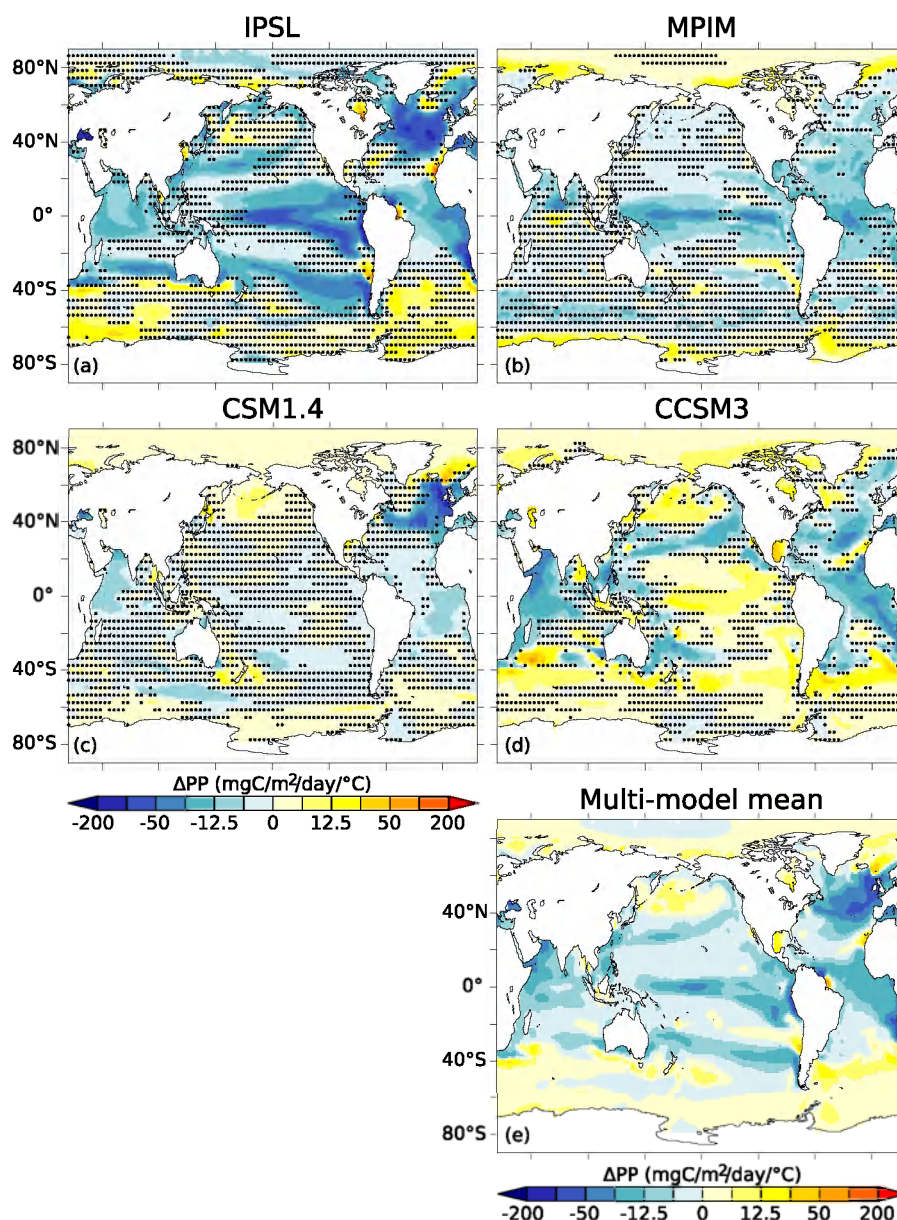 IPSL
MPIM
80°N
40°N
0°
40°S
80°S
(a)
(b)
CSM1.4
CCSM3
80°N
40°N
0°
40°S
80°S
(c)
(d)
ΔPP (mgC/m²/day/°C)
-200 -50 -12.5 0 12.5 50 200
Multi-model mean
40°N
0°
40°S
80°S
(e)
ΔPP (mgC/m²/day/°C)
-200 -50 -12.5 0 12.5 50 200